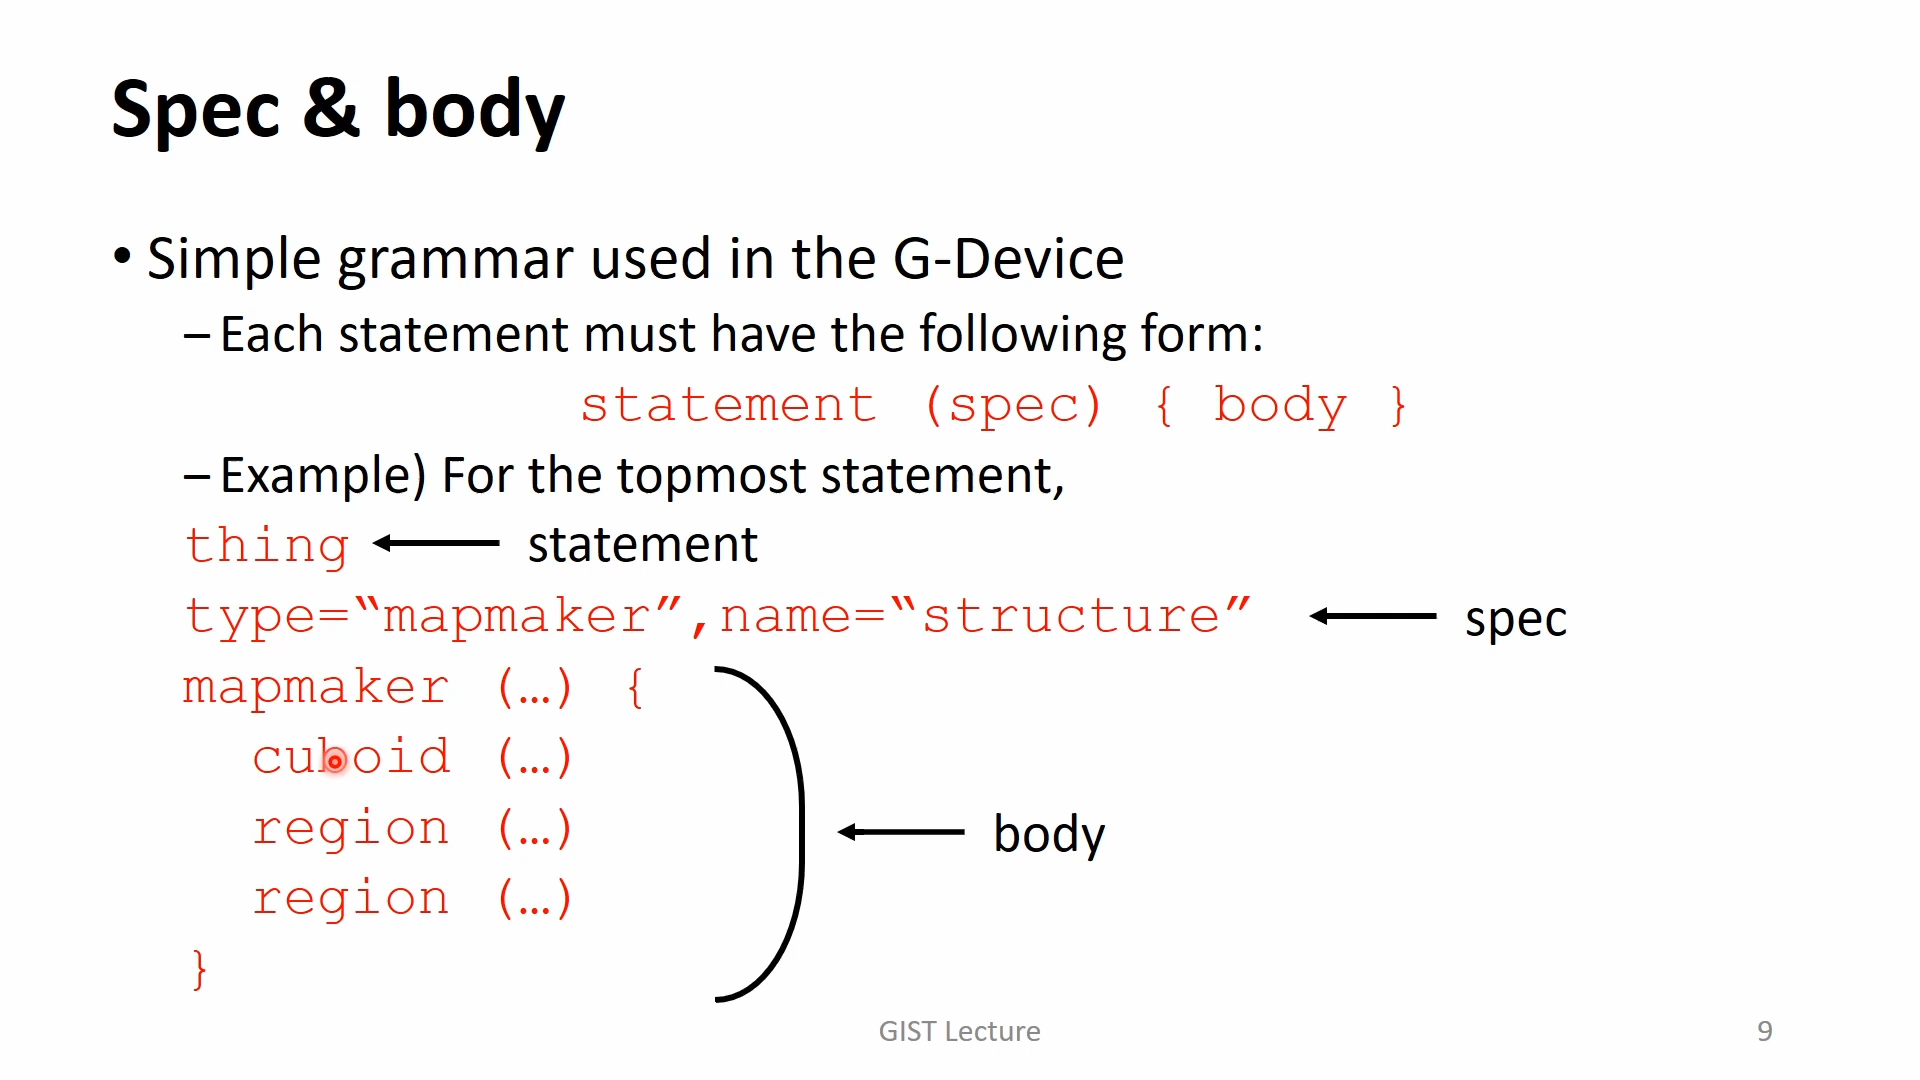 Spec & body
• Simple grammar used in the G-Device
– Each statement must have the following form:
statement (spec) { body }
– Example) For the topmost statement,
thing statement
type=“mapmaker”,name=“structure” spec
mapmaker (…) {
cuboid (…)
region (…)
body
region (…)
}
GIST Lecture 9